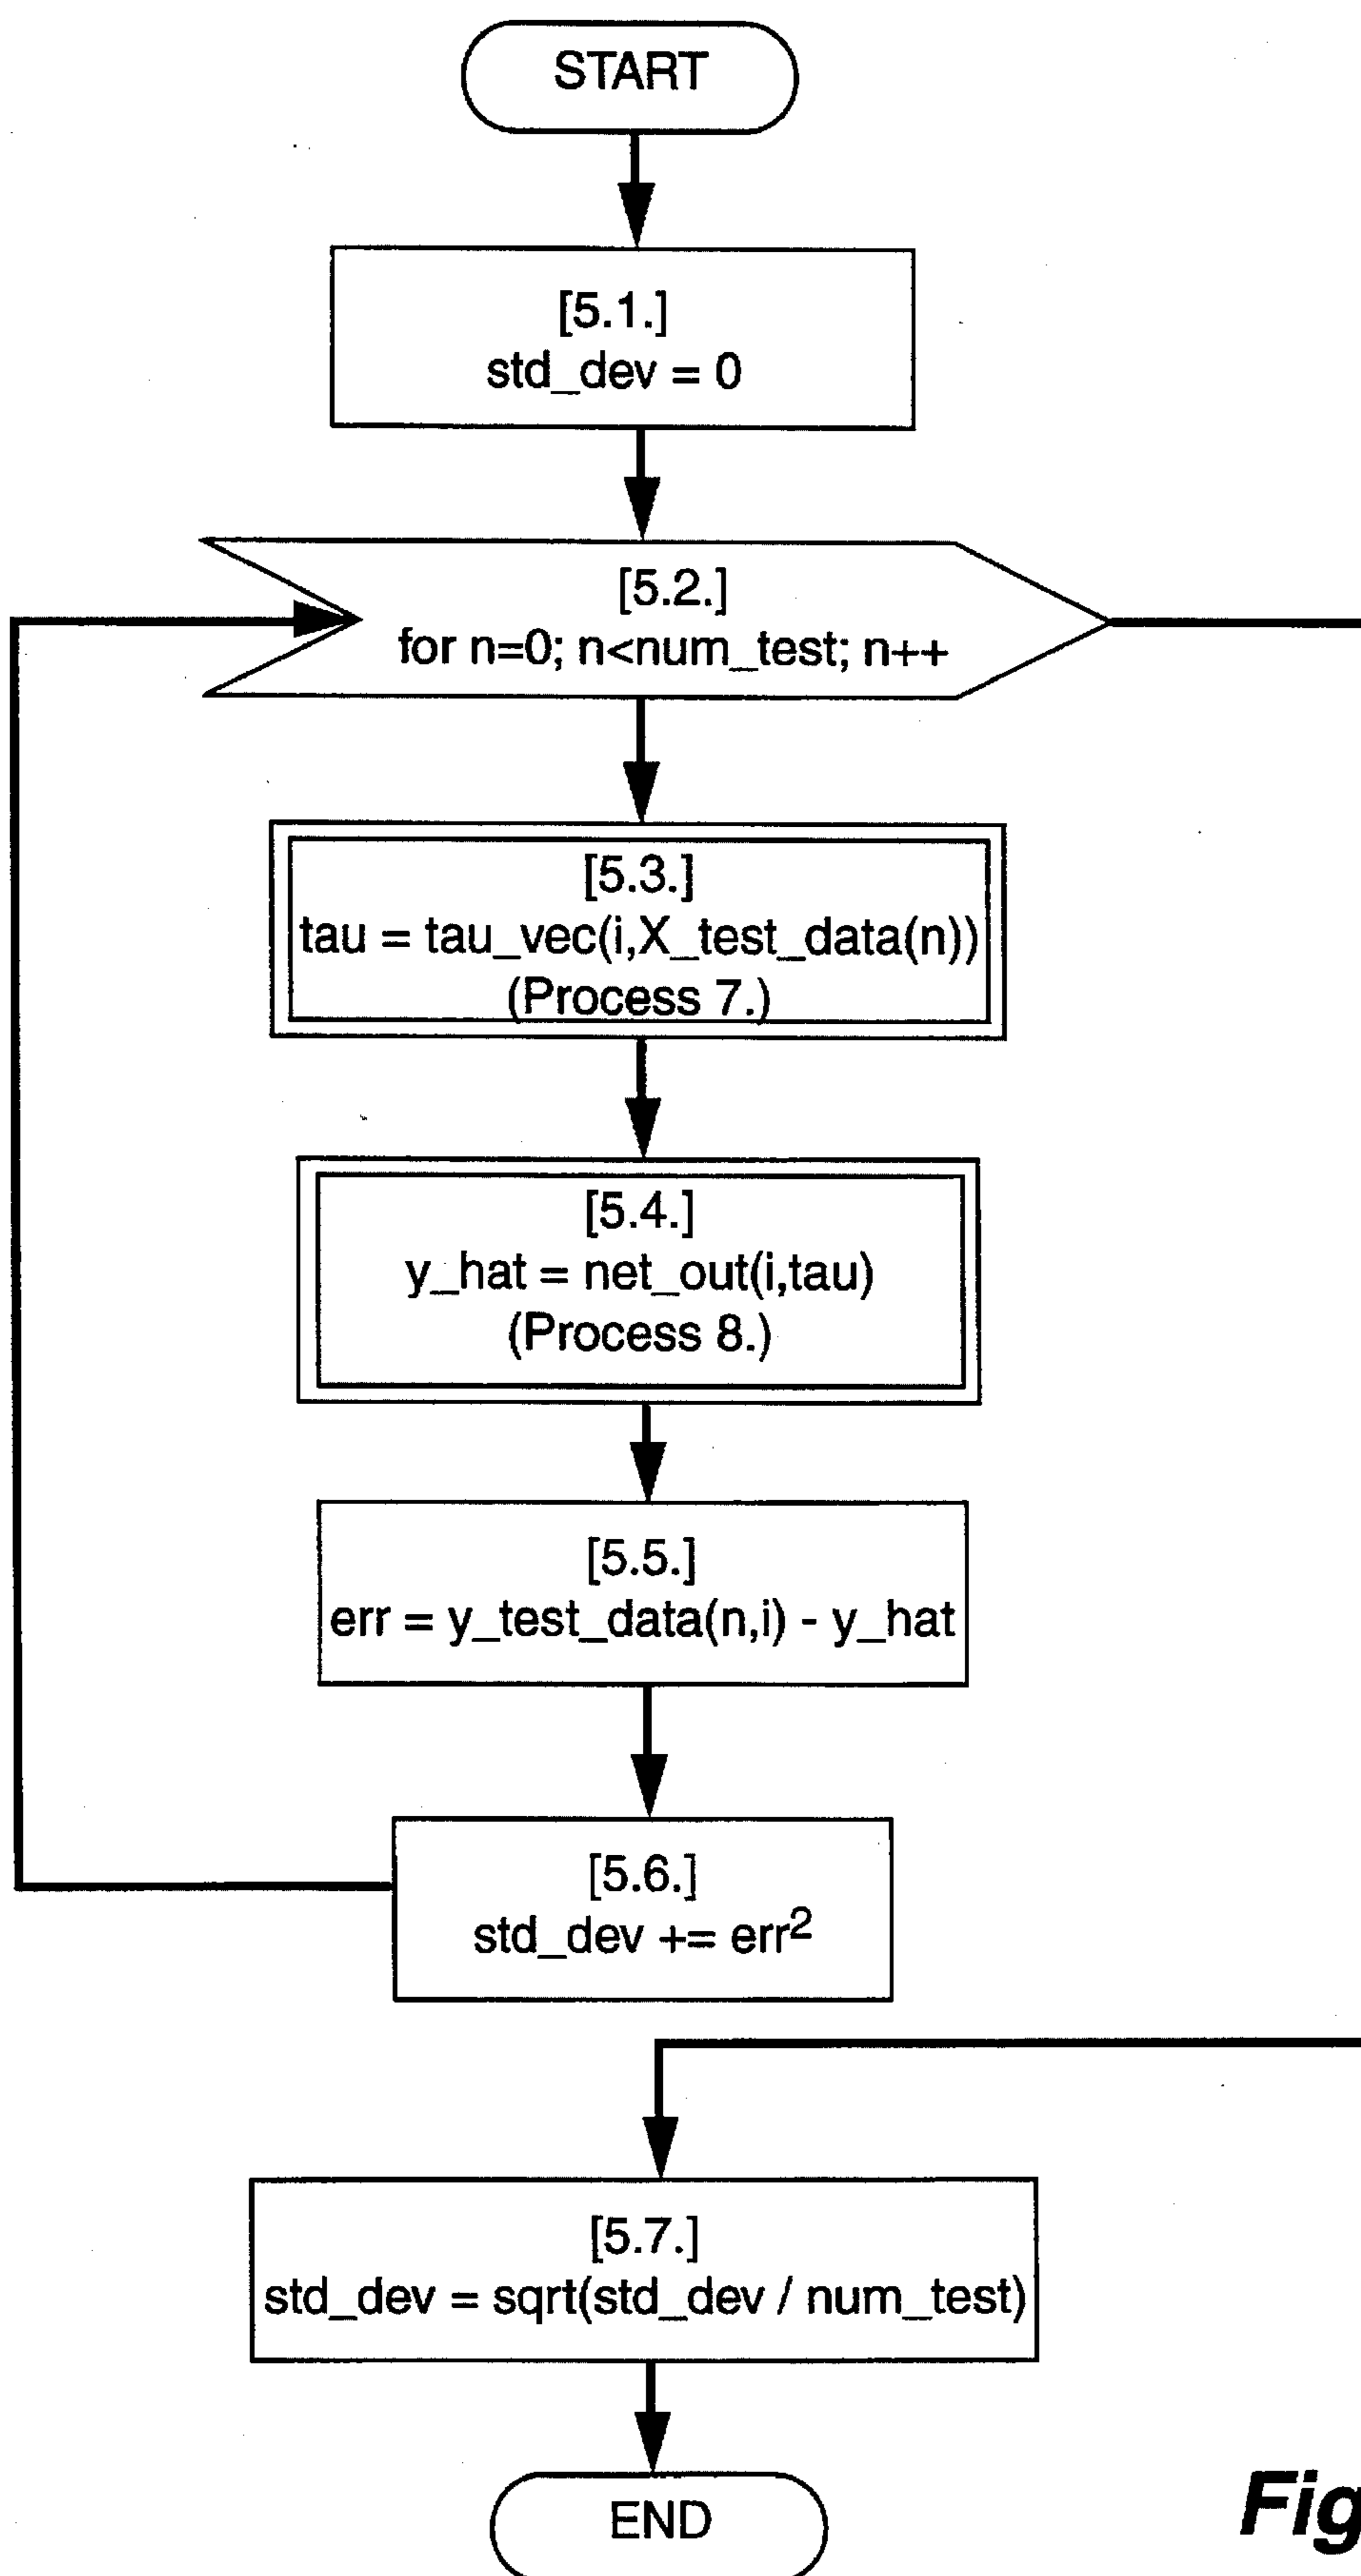 START
[5.1.]
std_dev = 0
[5.2.]
for n=0; n<num_test; n++
[5.3.]
tau = tau_vec(i,X_test_data(n))
(Process 7.)
[5.4.]
y_hat = net_out(i,tau)
(Process 8.)
[5.5.]
err = y_test_data(n,i) - y_hat
[5.6.]
std_dev += err²
[5.7.]
std_dev = sqrt(std_dev / num_test)
END
Fig